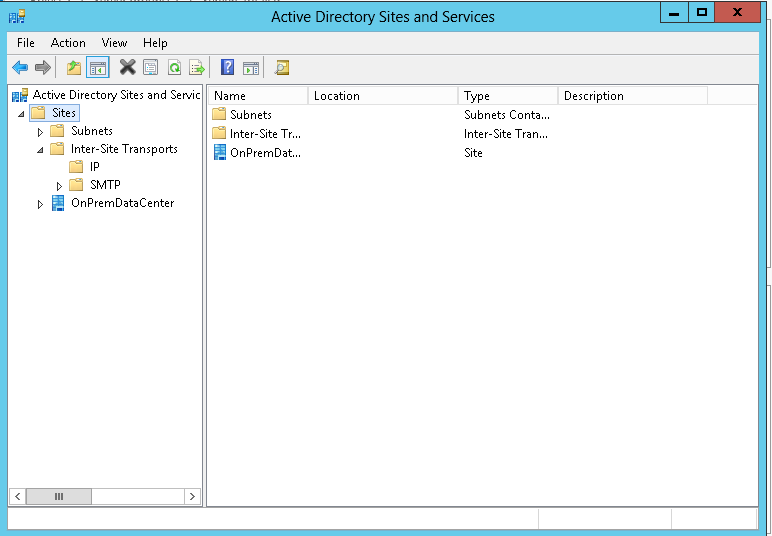 Active Directory Sites and Services
File Action View Help
Active Directory Sites and Servic
Sites
Subnets
Inter-Site Transports
IP
SMTP
OnPremDataCenter
Name Location Type Description
Subnets Subnets Conta...
Inter-Site Tr... Inter-Site Tran...
OnPremDat... Site